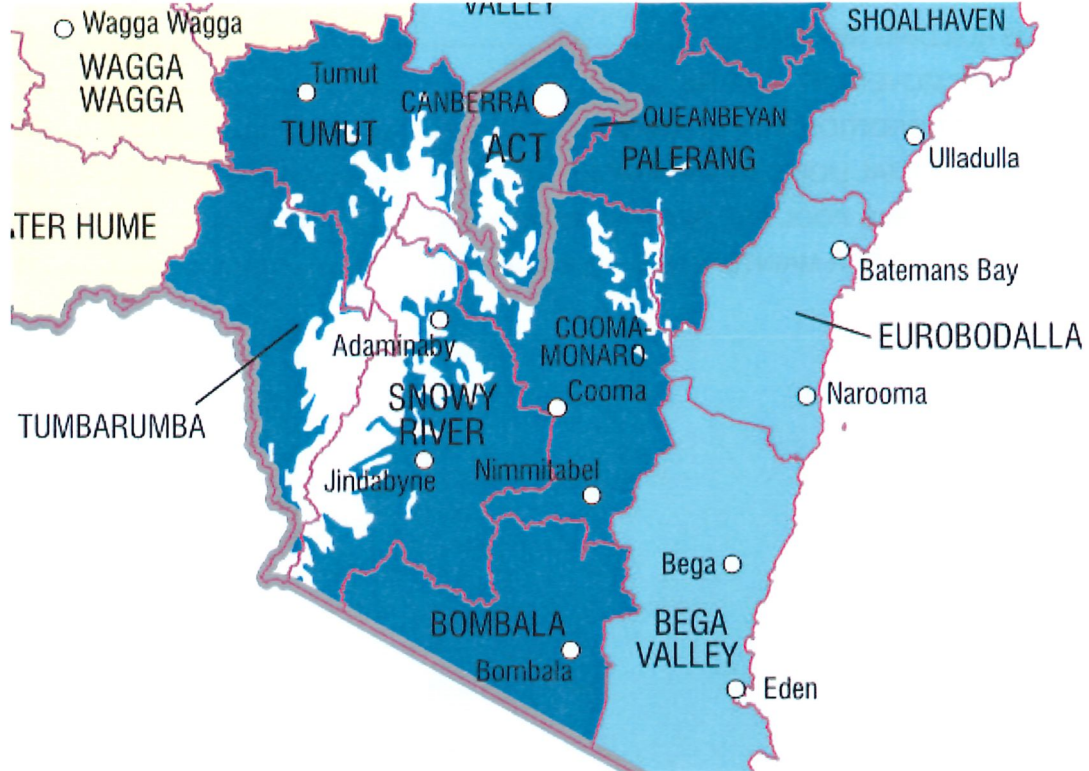 VALLEY
SHOALHAVEN
Wagga Wagga
WAGGA
WAGGA
Tumut
CANBERRA
QUEANBEYAN
TUMUT
ACT
PALERANG
Ulladulla
TER HUME
Batemans Bay
COOMA-
MONARO
EUROBODALLA
Adaminaby
SNOWY
RIVER
Cooma
Narooma
TUMBARUMBA
Jindabyne
Nimmitabel
Bega
BOMBALA
BEGA
VALLEY
Bombala
Eden